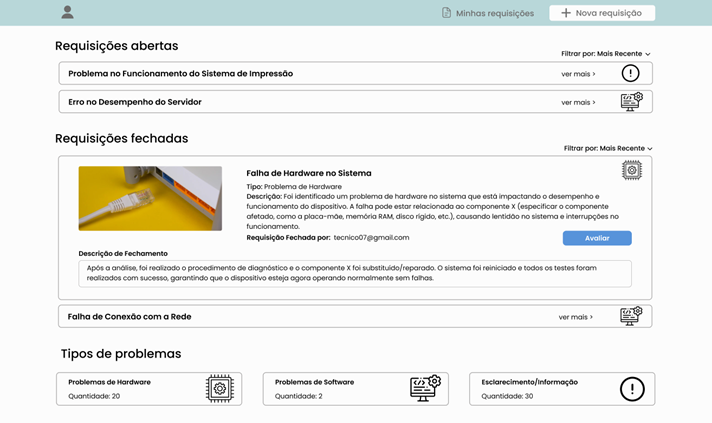 Minhas requisições
Nova requisição
Requisições abertas
Filtrar por: Mais Recente
Problema no Funcionamento do Sistema de Impressão
ver mais >
Erro no Desempenho do Servidor
ver mais >
Requisições fechadas
Filtrar por: Mais Recente
Falha de Hardware no Sistema
Tipo: Problema de Hardware
Descrição: Foi identificado um problema de hardware no sistema que está impactando o desempenho e
funcionamento do dispositivo. A falha pode estar relacionada ao componente X (especificar o componente
afetado, como a placa-mãe, memória RAM, disco rígido, etc.), causando lentidão no sistema e interrupções no
funcionamento.
Requisição Fechada por: tecnico07@gmail.com
Avaliar
Descrição de Fechamento
Após a análise, foi realizado o procedimento de diagnóstico e o componente X foi substituído/reparado. O sistema foi reiniciado e todos os testes foram
realizados com sucesso, garantindo que o dispositivo esteja agora operando normalmente sem falhas.
Falha de Conexão com a Rede
ver mais >
Tipos de problemas
Problemas de Hardware
Quantidade: 20
Problemas de Software
Quantidade: 2
Esclarecimento/Informação
Quantidade: 30